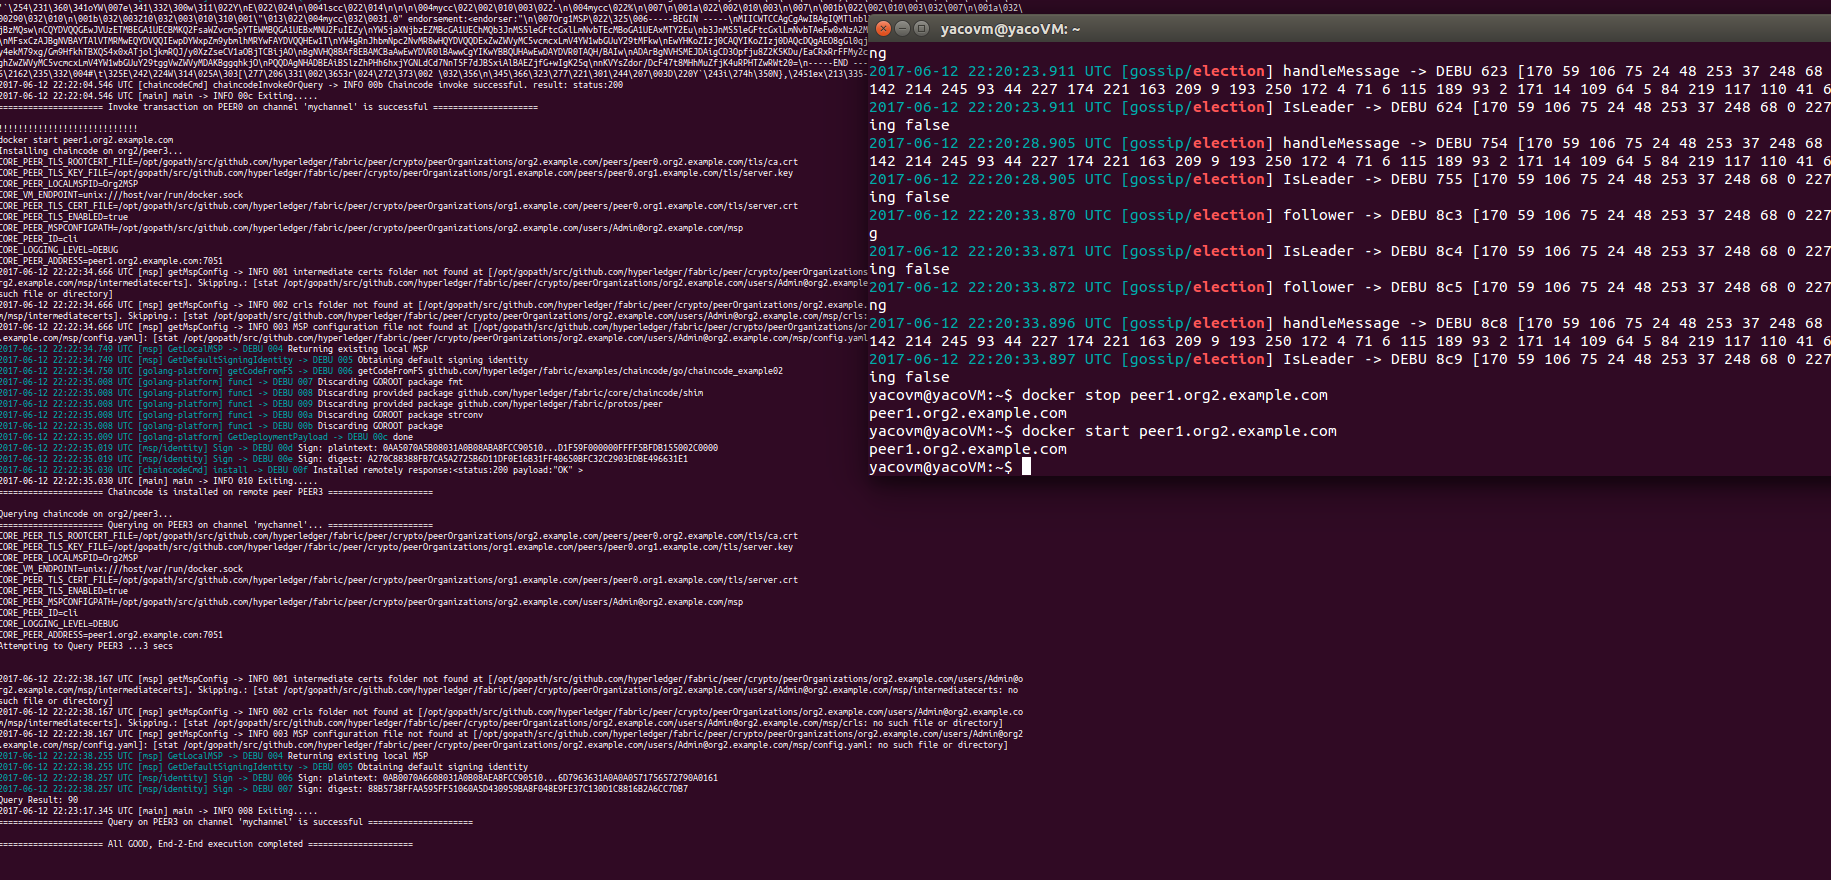 2017-06-12 22:22:04.546 UTC [chaincodeCmd] chaincodeInvokeOrQuery -> INFO 00b Chaincode invoke successful. result: status:200
2017-06-12 22:22:04.546 UTC [main] main -> INFO 00c Exiting.....
===================== Invoke transaction on PEER0 on channel 'mychannel' is successful =====================
!!!!!!!!!!!!!!!!!!!!!!!!!!!!
docker start peer1.org2.example.com
Installing chaincode on org2/peer3...
CORE_PEER_TLS_ROOTCERT_FILE=/opt/gopath/src/github.com/hyperledger/fabric/peer/crypto/peerOrganizations/org2.example.com/peers/peer0.org2.example.com/tls/ca.crt
CORE_PEER_TLS_KEY_FILE=/opt/gopath/src/github.com/hyperledger/fabric/peer/crypto/peerOrganizations/org1.example.com/peers/peer0.org1.example.com/tls/server.key
CORE_PEER_LOCALMSPID=Org2MSP
CORE_VM_ENDPOINT=unix:///host/var/run/docker.sock
CORE_PEER_TLS_CERT_FILE=/opt/gopath/src/github.com/hyperledger/fabric/peer/crypto/peerOrganizations/org1.example.com/peers/peer0.org1.example.com/tls/server.crt
CORE_PEER_TLS_ENABLED=true
CORE_PEER_MSPCONFIGPATH=/opt/gopath/src/github.com/hyperledger/fabric/peer/crypto/peerOrganizations/org2.example.com/users/Admin@org2.example.com/msp
CORE_PEER_ID=cli
CORE_LOGGING_LEVEL=DEBUG
CORE_PEER_ADDRESS=peer1.org2.example.com:7051
2017-06-12 22:22:34.666 UTC [msp] getMspConfig -> INFO 001 intermediate certs folder not found at [/opt/gopath/src/github.com/hyperledger/fabric/peer/crypto/peerOrganizations
rg2.example.com/msp/intermediatecerts]. Skipping.: [stat /opt/gopath/src/github.com/hyperledger/fabric/peer/crypto/peerOrganizations/org2.example.com/users/Admin@org2.example
such file or directory]
2017-06-12 22:22:34.666 UTC [msp] getMspConfig -> INFO 002 crls folder not found at [/opt/gopath/src/github.com/hyperledger/fabric/peer/crypto/peerOrganizations/org2.example.
m/msp/intermediatecerts]. Skipping.: [stat /opt/gopath/src/github.com/hyperledger/fabric/peer/crypto/peerOrganizations/org2.example.com/users/Admin@org2.example.com/msp/crls:
2017-06-12 22:22:34.666 UTC [msp] getMspConfig -> INFO 003 MSP configuration file not found at [/opt/gopath/src/github.com/hyperledger/fabric/peer/crypto/peerOrganizations/or
.example.com/msp/config.yaml]: [stat /opt/gopath/src/github.com/hyperledger/fabric/peer/crypto/peerOrganizations/org2.example.com/users/Admin@org2.example.com/msp/config.yaml
2017-06-12 22:22:34.749 UTC [msp] GetLocalMSP -> DEBU 004 Returning existing local MSP
2017-06-12 22:22:34.749 UTC [msp] GetDefaultSigningIdentity -> DEBU 005 Obtaining default signing identity
2017-06-12 22:22:34.750 UTC [golang-platform] getCodeFromFS -> DEBU 006 getCodeFromFS github.com/hyperledger/fabric/examples/chaincode/go/chaincode_example02
2017-06-12 22:22:35.008 UTC [golang-platform] func1 -> DEBU 007 Discarding GOROOT package fmt
2017-06-12 22:22:35.008 UTC [golang-platform] func1 -> DEBU 008 Discarding provided package github.com/hyperledger/fabric/core/chaincode/shim
2017-06-12 22:22:35.008 UTC [golang-platform] func1 -> DEBU 009 Discarding provided package github.com/hyperledger/fabric/protos/peer
2017-06-12 22:22:35.008 UTC [golang-platform] func1 -> DEBU 00a Discarding GOROOT package strconv
2017-06-12 22:22:35.008 UTC [golang-platform] func1 -> DEBU 00b Discarding GOROOT package
2017-06-12 22:22:35.009 UTC [golang-platform] GetDeploymentPayload -> DEBU 00c done
2017-06-12 22:22:35.019 UTC [msp/identity] Sign -> DEBU 00d Sign: plaintext: 0AA5070A5B08031A0B08ABA8FCC90510...D1F59F000000FFFF5BFDB155002C0000
2017-06-12 22:22:35.019 UTC [msp/identity] Sign -> DEBU 00e Sign: digest: A270C88388FB7CA5A2725B6D11DF0E16B31FF40650BFC32C2903EDBE496631E1
2017-06-12 22:22:35.030 UTC [chaincodeCmd] install -> DEBU 00f Installed remotely response:<status:200 payload:"OK" >
2017-06-12 22:22:35.030 UTC [main] main -> INFO 010 Exiting.....
===================== Chaincode is installed on remote peer PEER3 =====================
Querying chaincode on org2/peer3...
===================== Querying on PEER3 on channel 'mychannel'... =====================
CORE_PEER_TLS_ROOTCERT_FILE=/opt/gopath/src/github.com/hyperledger/fabric/peer/crypto/peerOrganizations/org2.example.com/peers/peer0.org2.example.com/tls/ca.crt
CORE_PEER_TLS_KEY_FILE=/opt/gopath/src/github.com/hyperledger/fabric/peer/crypto/peerOrganizations/org1.example.com/peers/peer0.org1.example.com/tls/server.key
CORE_PEER_LOCALMSPID=Org2MSP
CORE_VM_ENDPOINT=unix:///host/var/run/docker.sock
CORE_PEER_TLS_CERT_FILE=/opt/gopath/src/github.com/hyperledger/fabric/peer/crypto/peerOrganizations/org1.example.com/peers/peer0.org1.example.com/tls/server.crt
CORE_PEER_TLS_ENABLED=true
CORE_PEER_MSPCONFIGPATH=/opt/gopath/src/github.com/hyperledger/fabric/peer/crypto/peerOrganizations/org2.example.com/users/Admin@org2.example.com/msp
CORE_PEER_ID=cli
CORE_LOGGING_LEVEL=DEBUG
CORE_PEER_ADDRESS=peer1.org2.example.com:7051
Attempting to Query PEER3 ...3 secs
2017-06-12 22:22:38.167 UTC [msp] getMspConfig -> INFO 001 intermediate certs folder not found at [/opt/gopath/src/github.com/hyperledger/fabric/peer/crypto/peerOrganizations/org2.example.com/users/Admin@o
rg2.example.com/msp/intermediatecerts]. Skipping.: [stat /opt/gopath/src/github.com/hyperledger/fabric/peer/crypto/peerOrganizations/org2.example.com/users/Admin@org2.example.com/msp/intermediatecerts: no
such file or directory]
2017-06-12 22:22:38.167 UTC [msp] getMspConfig -> INFO 002 crls folder not found at [/opt/gopath/src/github.com/hyperledger/fabric/peer/crypto/peerOrganizations/org2.example.com/users/Admin@org2.example.co
m/msp/intermediatecerts]. Skipping.: [stat /opt/gopath/src/github.com/hyperledger/fabric/peer/crypto/peerOrganizations/org2.example.com/users/Admin@org2.example.com/msp/crls: no such file or directory]
2017-06-12 22:22:38.167 UTC [msp] getMspConfig -> INFO 003 MSP configuration file not found at [/opt/gopath/src/github.com/hyperledger/fabric/peer/crypto/peerOrganizations/org2.example.com/users/Admin@org2
.example.com/msp/config.yaml]: [stat /opt/gopath/src/github.com/hyperledger/fabric/peer/crypto/peerOrganizations/org2.example.com/users/Admin@org2.example.com/msp/config.yaml: no such file or directory]
2017-06-12 22:22:38.255 UTC [msp] GetLocalMSP -> DEBU 004 Returning existing local MSP
2017-06-12 22:22:38.255 UTC [msp] GetDefaultSigningIdentity -> DEBU 005 Obtaining default signing identity
2017-06-12 22:22:38.257 UTC [msp/identity] Sign -> DEBU 006 Sign: plaintext: 0AB0070A6608031A0B08AEA8FCC90510...6D7963631A0A0A0571756572790A0161
2017-06-12 22:22:38.257 UTC [msp/identity] Sign -> DEBU 007 Sign: digest: 88B5738FFAA595FF51060A5D430959BA8F048E9FE37C130D1C8816B2A6CC7DB7
Query Result: 90
2017-06-12 22:23:17.345 UTC [main] main -> INFO 008 Exiting.....
===================== Query on PEER3 on channel 'mychannel' is successful =====================
===================== All GOOD, End-2-End execution completed =====================
yacovm@yacoVM: ~
ng
2017-06-12 22:20:23.911 UTC [gossip/election] handleMessage -> DEBU 623 [170 59 106 75 24 48 253 37 248 68
142 214 245 93 44 227 174 221 163 209 9 193 250 172 4 71 6 115 189 93 2 171 14 109 64 5 84 219 117 110 41 6
2017-06-12 22:20:23.911 UTC [gossip/election] IsLeader -> DEBU 624 [170 59 106 75 24 48 253 37 248 68 0 227
ing false
2017-06-12 22:20:28.905 UTC [gossip/election] handleMessage -> DEBU 754 [170 59 106 75 24 48 253 37 248 68
142 214 245 93 44 227 174 221 163 209 9 193 250 172 4 71 6 115 189 93 2 171 14 109 64 5 84 219 117 110 41 6
2017-06-12 22:20:28.905 UTC [gossip/election] IsLeader -> DEBU 755 [170 59 106 75 24 48 253 37 248 68 0 227
ing false
2017-06-12 22:20:33.870 UTC [gossip/election] follower -> DEBU 8c3 [170 59 106 75 24 48 253 37 248 68 0 227
g
2017-06-12 22:20:33.871 UTC [gossip/election] IsLeader -> DEBU 8c4 [170 59 106 75 24 48 253 37 248 68 0 227
ing false
2017-06-12 22:20:33.872 UTC [gossip/election] follower -> DEBU 8c5 [170 59 106 75 24 48 253 37 248 68 0 227
ng
2017-06-12 22:20:33.896 UTC [gossip/election] handleMessage -> DEBU 8c8 [170 59 106 75 24 48 253 37 248 68
142 214 245 93 44 227 174 221 163 209 9 193 250 172 4 71 6 115 189 93 2 171 14 109 64 5 84 219 117 110 41 6
2017-06-12 22:20:33.897 UTC [gossip/election] IsLeader -> DEBU 8c9 [170 59 106 75 24 48 253 37 248 68 0 227
ing false
yacovm@yacoVM:~$ docker stop peer1.org2.example.com
peer1.org2.example.com
yacovm@yacoVM:~$ docker start peer1.org2.example.com
peer1.org2.example.com
yacovm@yacoVM:~$